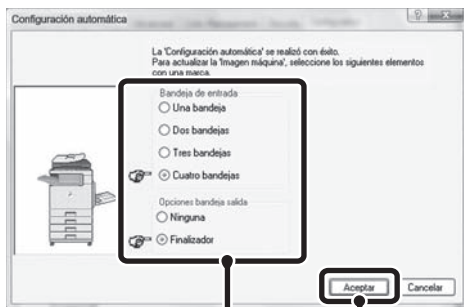 Configuración automática
La 'Configuración automática' se realizó con éxito.
Para actualizar la 'Imagen máquina', seleccione los siguientes elementos
con una marca.
Bandeja de entrada
Una bandeja
Dos bandejas
Tres bandejas
Cuatro bandejas
Opciones bandeja salida
Ninguna
Finalizador
Aceptar
Cancelar